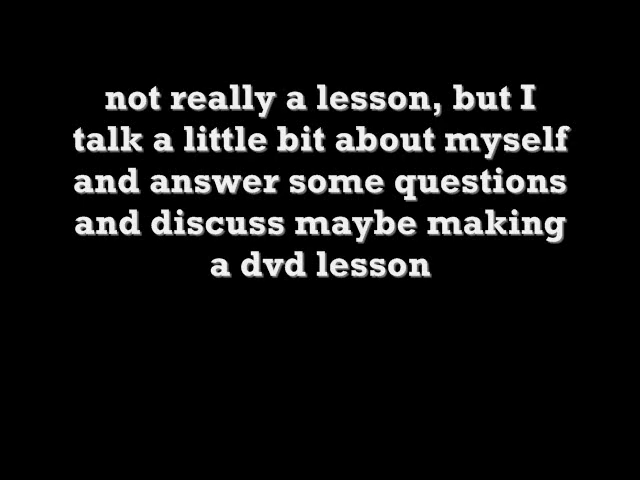 not really a lesson, but I
talk a little bit about myself
and answer some questions
and discuss maybe making
a dvd lesson